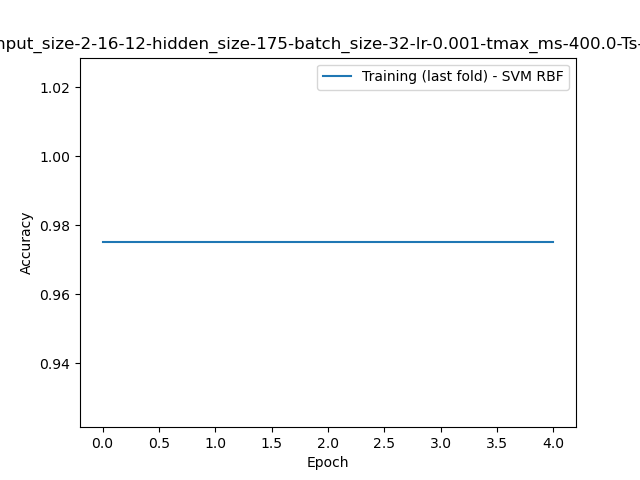 nput_size-2-16-12-hidden_size-175-batch_size-32-lr-0.001-tmax_ms-400.0-Ts-
Training (last fold) - SVM RBF
1.02
1.00
0.98
0.96
0.94
Accuracy
0.0 0.5 1.0 1.5 2.0 2.5 3.0 3.5 4.0
Epoch